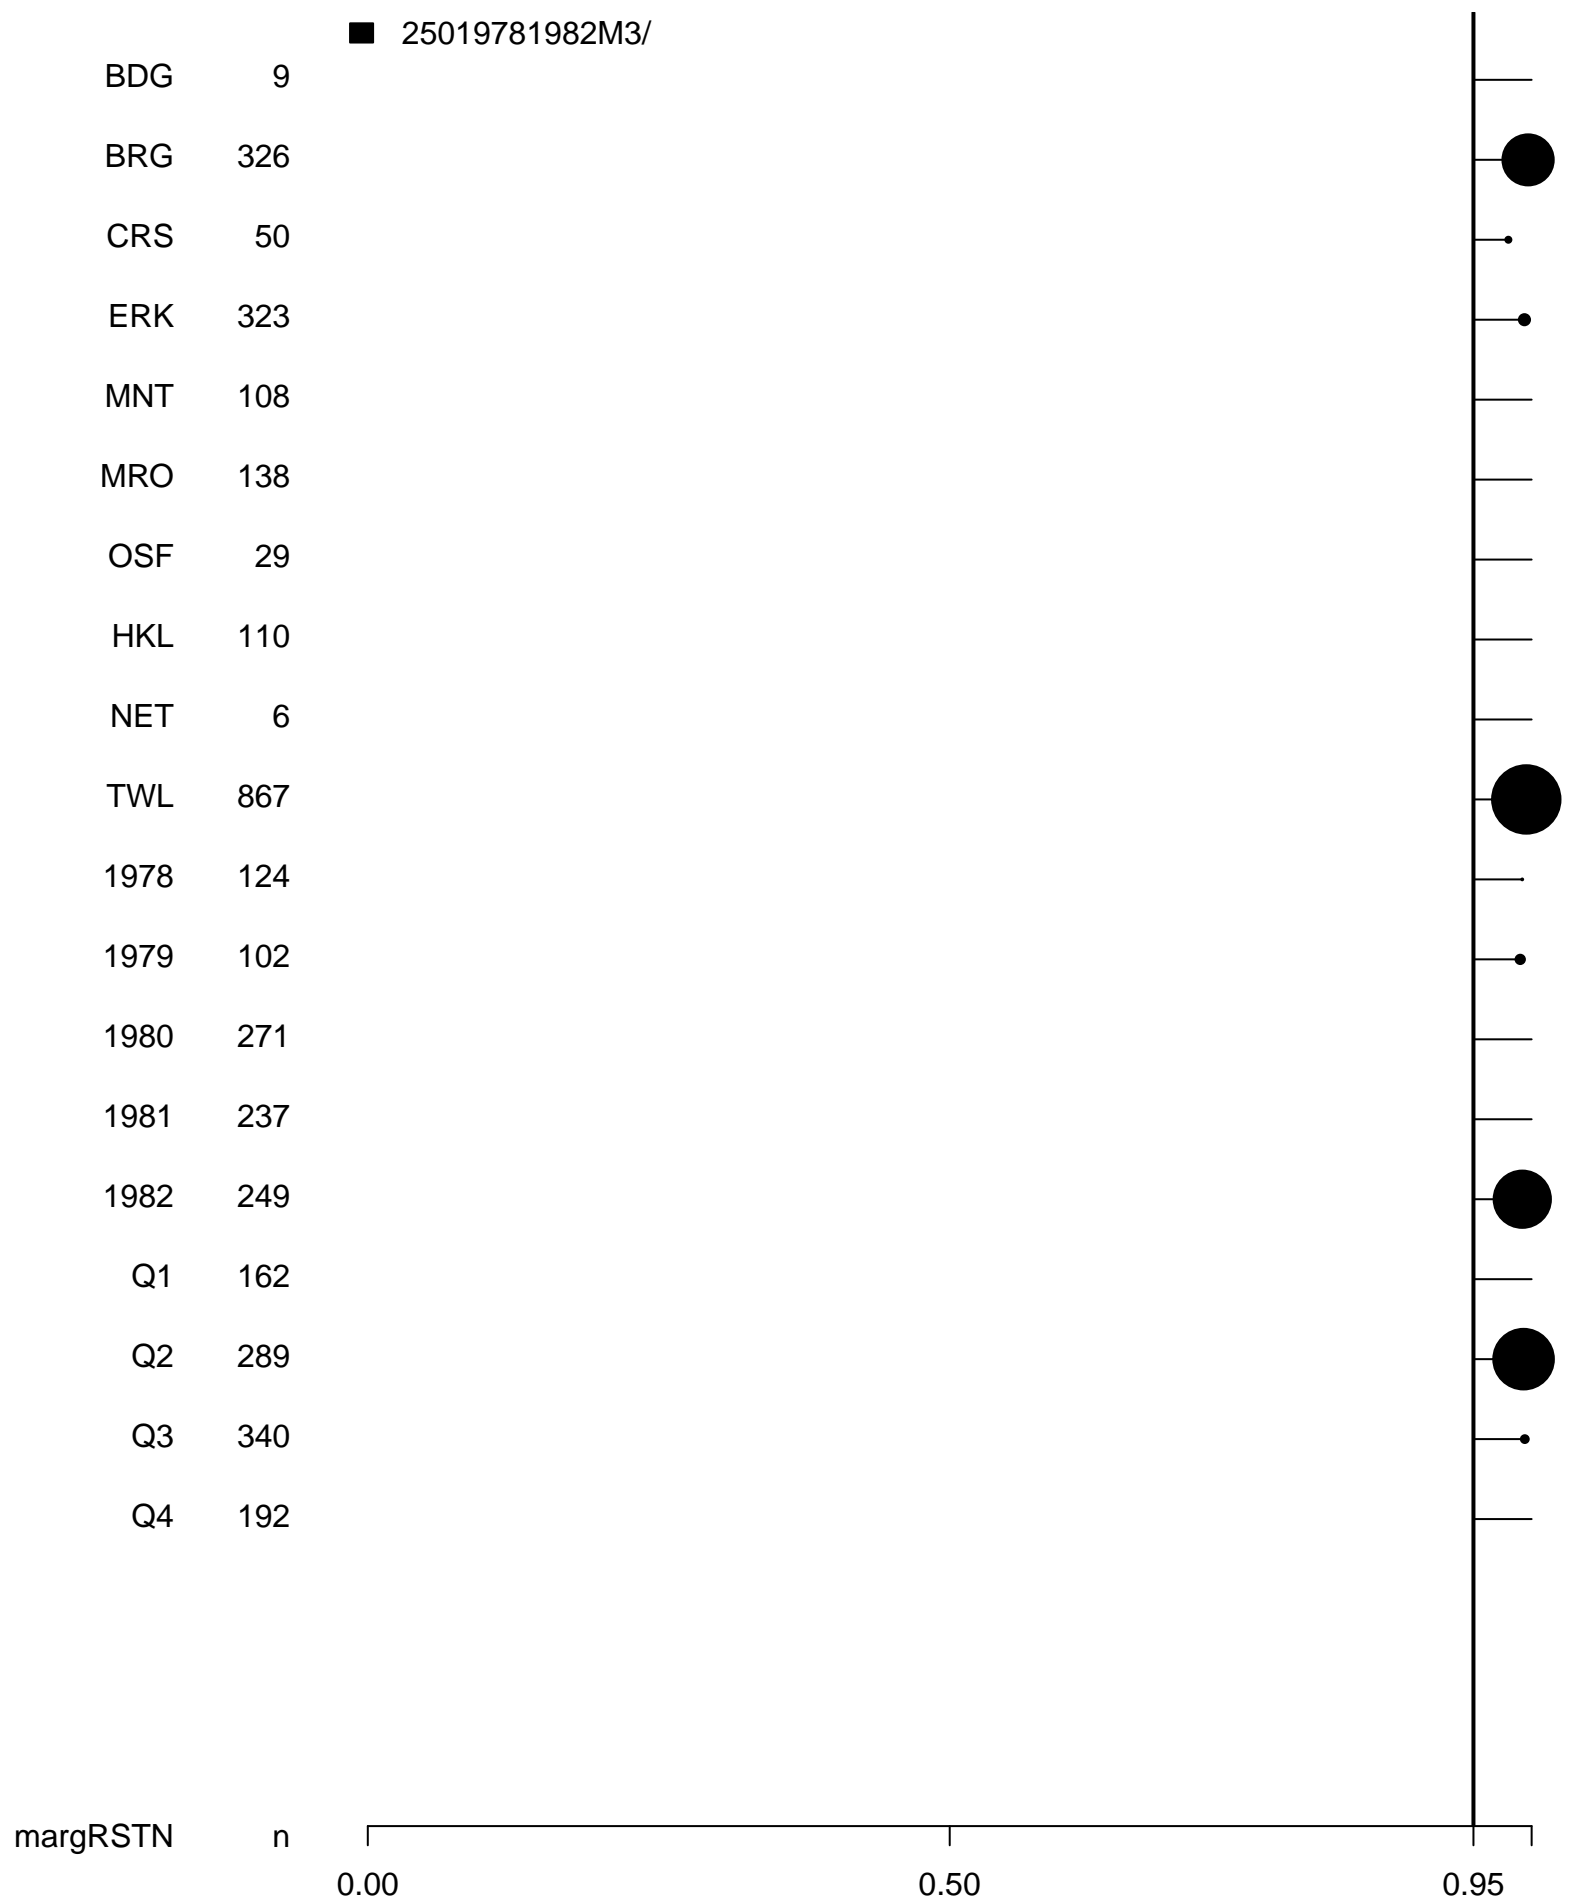 25019781982M3/
BDG 9
BRG 326
CRS 50
ERK 323
MNT 108
MRO 138
OSF 29
HKL 110
NET 6
TWL 867
1978 124
1979 102
1980 271
1981 237
1982 249
Q1 162
Q2 289
Q3 340
Q4 192
margRSTN n
0.00 0.50 0.95